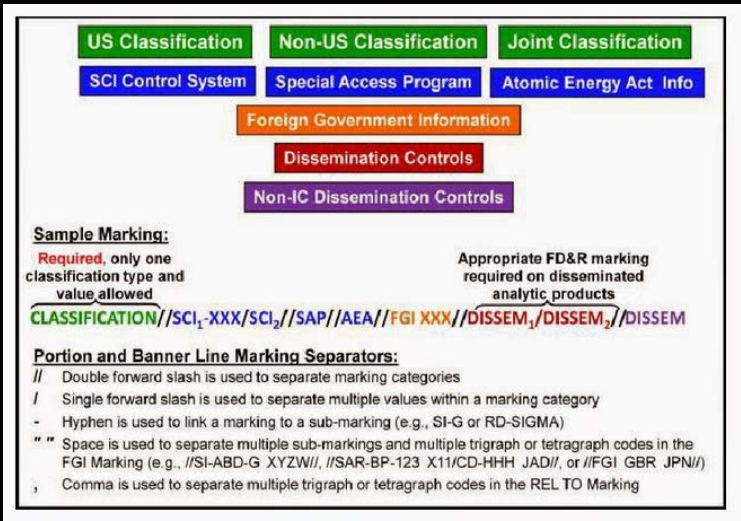 US Classification Non-US Classification Joint Classification
SCI Control System Special Access Program Atomic Energy Act Info
Foreign Government Information
Dissemination Controls
Non-IC Dissemination Controls
Sample Marking:
Required, only one classification type and value allowed
Appropriate FD&R marking required on disseminated analytic products
CLASSIFICATION//SCI₁-XXX/SCI₂//SAP//AEA//FGI XXX//DISSEM₁/DISSEM₂//DISSEM
Portion and Banner Line Marking Separators:
// Double forward slash is used to separate marking categories
/ Single forward slash is used to separate multiple values within a marking category
- Hyphen is used to link a marking to a sub-marking (e.g., SI-G or RD-SIGMA)
" " Space is used to separate multiple sub-markings and multiple trigraph or tetragraph codes in the
FGI Marking (e.g., //SI-ABD-G XYZW//, //SAR-BP-123 X11/CD-HHH JAD//, or //FGI GBR JPN//)
, Comma is used to separate multiple trigraph or tetragraph codes in the REL TO Marking